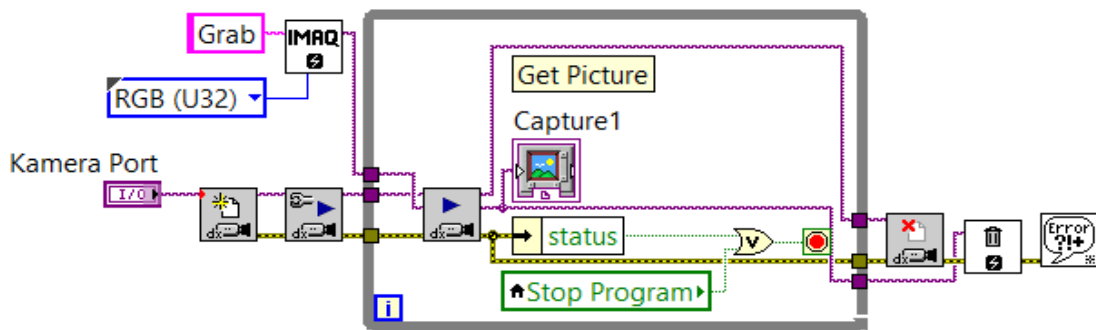 Grab
IMAQ
RGB (U32)
Get Picture
Capture1
Kamera Port
I/O
dx
dx
dx
status
V
Stop Program
i
dx
Error
?!+